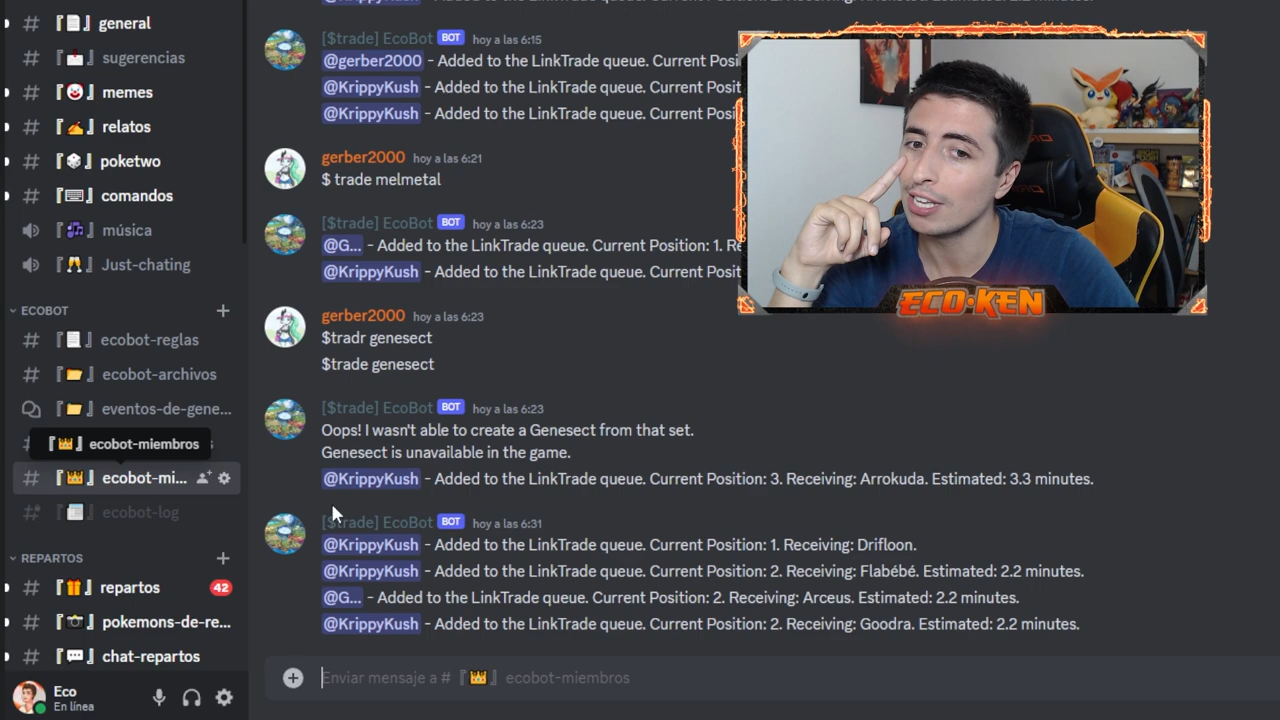 general
sugerencias
memes
relatos
poketwo
comandos
música
Just-chating
ECOBOT
ecobot-reglas
ecobot-archivos
eventos-de-gene...
ecobot-miembros
ecobot-mi...
ecobot-log
REPARTOS
repartos 42
pokemons-de-re...
chat-repartos
Eco
En línea
[$trade] EcoBot BOT hoy a las 6:15
@gerber2000 - Added to the LinkTrade queue. Current Posi
@KrippyKush - Added to the LinkTrade queue. Current Posi
@KrippyKush - Added to the LinkTrade queue. Current Posi
gerber2000 hoy a las 6:21
$ trade melmetal
[$trade] EcoBot BOT hoy a las 6:23
@G... - Added to the LinkTrade queue. Current Position: 1. Re
@KrippyKush - Added to the LinkTrade queue. Current Posi
gerber2000 hoy a las 6:23
$tradr genesect
$trade genesect
[$trade] EcoBot BOT hoy a las 6:23
Oops! I wasn't able to create a Genesect from that set.
Genesect is unavailable in the game.
@KrippyKush - Added to the LinkTrade queue. Current Position: 3. Receiving: Arrokuda. Estimated: 3.3 minutes.
[$trade] EcoBot BOT hoy a las 6:31
@KrippyKush - Added to the LinkTrade queue. Current Position: 1. Receiving: Drifloon.
@KrippyKush - Added to the LinkTrade queue. Current Position: 2. Receiving: Flabébé. Estimated: 2.2 minutes.
@G... - Added to the LinkTrade queue. Current Position: 2. Receiving: Arceus. Estimated: 2.2 minutes.
@KrippyKush - Added to the LinkTrade queue. Current Position: 2. Receiving: Goodra. Estimated: 2.2 minutes.
Enviar mensaje a # 『👑』 ecobot-miembros
ECO·KEN